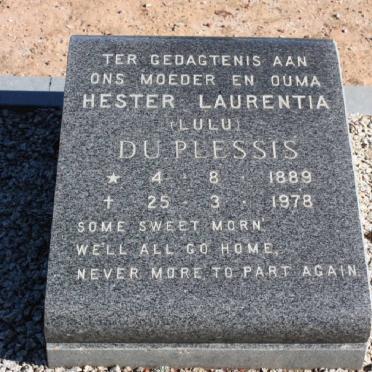 TER GEDAGTENIS AAN
ONS MOEDER EN OUMA
HESTER LAURENTIA
(LULU)
DU PLESSIS
★ 4 · 8 · 1889
✝ 25 · 3 · 1978
SOME SWEET MORN,
WE'LL ALL GO HOME,
NEVER MORE TO PART AGAIN